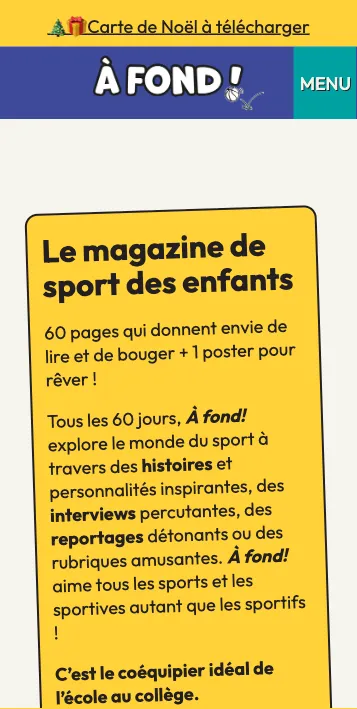 🎄🎁Carte de Noël à télécharger
À FOND !
MENU
Le magazine de
sport des enfants
60 pages qui donnent envie de
lire et de bouger + 1 poster pour
rêver !
Tous les 60 jours, À fond!
explore le monde du sport à
travers des histoires et
personnalités inspirantes, des
interviews percutantes, des
reportages détonants ou des
rubriques amusantes. À fond!
aime tous les sports et les
sportives autant que les sportifs
!
C'est le coéquipier idéal de
l'école au collège.